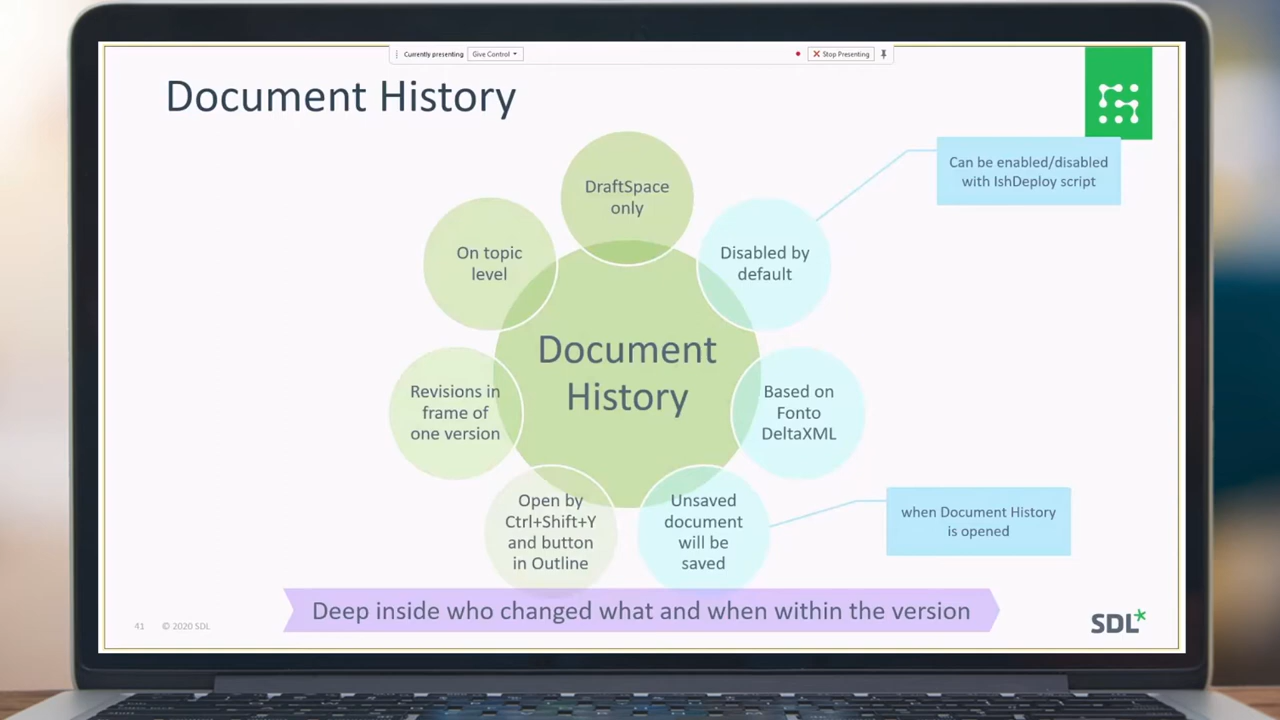 Currently presenting
Give Control
Stop Presenting
Document History
Can be enabled/disabled
with IshDeploy script
DraftSpace
only
On topic
level
Disabled by
default
Document
History
Revisions in
frame of
one version
Based on
Fonto
DeltaXML
Open by
Ctrl+Shift+Y
and button
in Outline
Unsaved
document
will be
saved
when Document History
is opened
Deep inside who changed what and when within the version
41 © 2020 SDL
SDL*